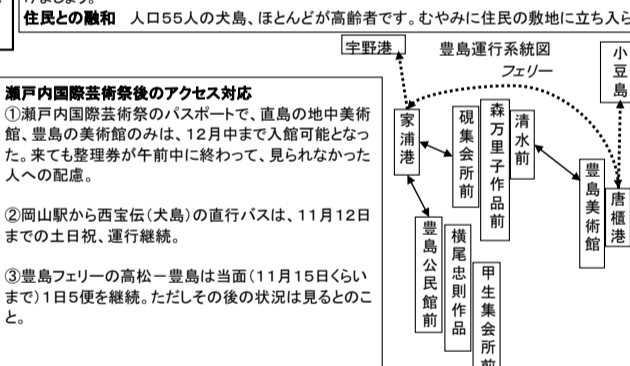 住民との融和　人口55人の犬島、ほとんどが高齢者です。むやみに住民の敷地に立ち入ら
瀬戸内国際芸術祭後のアクセス対応
①瀬戸内国際芸術祭のパスポートで、直島の地中美術
館、豊島の美術館のみは、12月中まで入館可能となっ
た。来ても整理券が午前中に終わって、見られなかった
人への配慮。
②岡山駅から西宝伝（犬島）の直行バスは、11月12日
までの土日祝、運行継続。
③豊島フェリーの高松－豊島は当面（11月15日くらい
まで）1日5便を継続。ただしその後の状況は見るとのこ
と。
宇野港
豊島運行系統図
フェリー
小豆島
家浦港
硯集会所前
森万里子作品前
清水前
豊島美術館
唐櫃港
豊島公民館前
横尾忠則作品
甲生集会所前